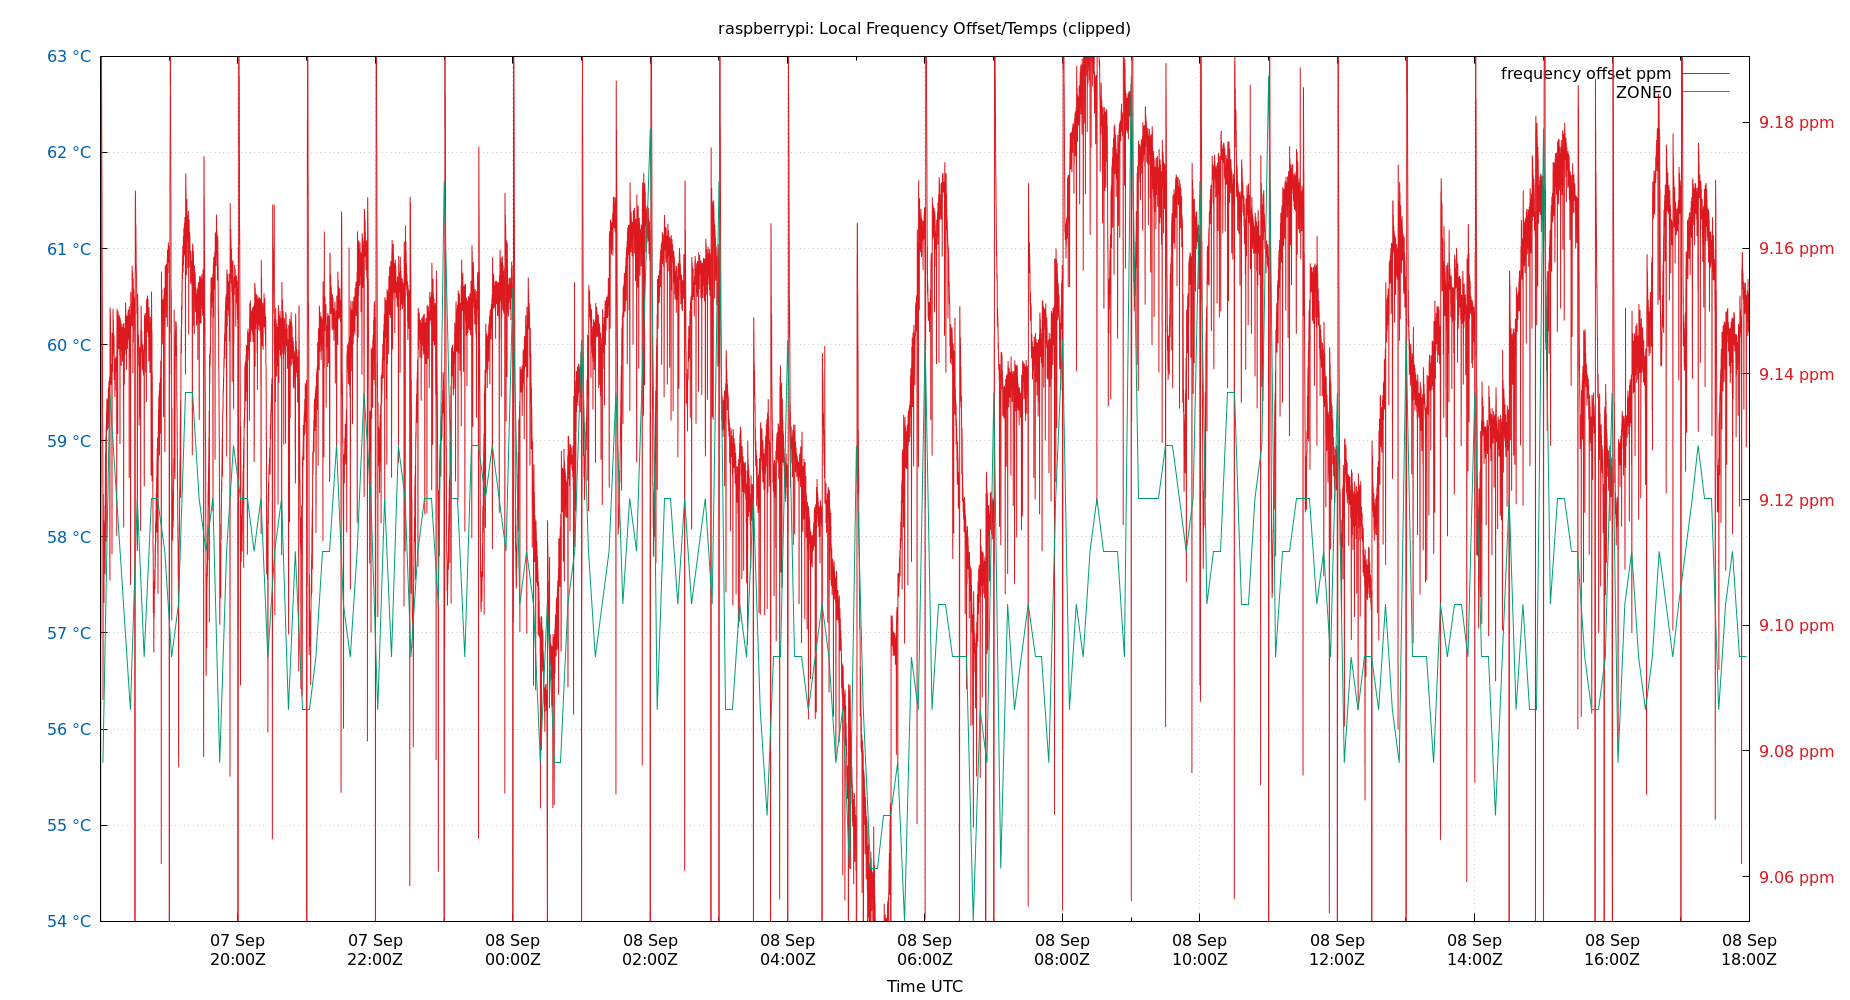 raspberrypi: Local Frequency Offset/Temps (clipped)
63 °C
62 °C
61 °C
60 °C
59 °C
58 °C
57 °C
56 °C
55 °C
54 °C
frequency offset ppm
ZONE0
9.18 ppm
9.16 ppm
9.14 ppm
9.12 ppm
9.10 ppm
9.08 ppm
9.06 ppm
07 Sep
20:00Z
07 Sep
22:00Z
08 Sep
00:00Z
08 Sep
02:00Z
08 Sep
04:00Z
08 Sep
06:00Z
08 Sep
08:00Z
08 Sep
10:00Z
08 Sep
12:00Z
08 Sep
14:00Z
08 Sep
16:00Z
08 Sep
18:00Z
Time UTC